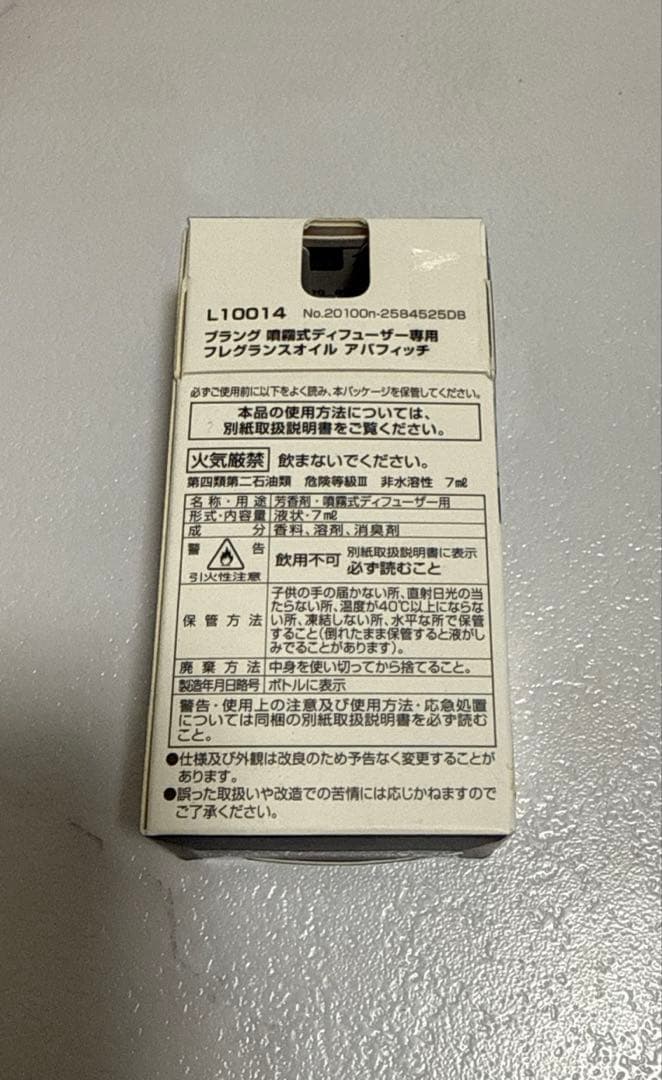 L10014 No.20100n-2584525DB
ブラング 噴霧式ディフューザー専用
フレグランスオイル アバフィッチ
必ずご使用前に以下をよく読み、本パッケージを保管してください。
本品の使用方法については、
別紙取扱説明書をご覧ください。
火気厳禁 飲まないでください。
第四類第二石油類 危険等級Ⅲ 非水溶性 7mℓ
名称・用途 芳香剤・噴霧式ディフューザー用
形式・内容量 液状・7mℓ
成分 香料、溶剤、消臭剤
警告 引火性注意 飲用不可 別紙取扱説明書に表示
必ず読むこと
保管方法 子供の手の届かない所、直射日光の当
たらない所、温度が40℃以上にならな
い所、凍結しない所、水平な所で保管
すること(倒れたまま保管すると液がし
みでることがあります)。
廃棄方法 中身を使い切ってから捨てること。
製造年月日略号 ボトルに表示
警告・使用上の注意及び使用方法・応急処置
については同梱の別紙取扱説明書を必ず読む
こと。
●仕様及び外観は改良のため予告なく変更することが
あります。
●誤った取扱いや改造での苦情には応じかねますので
ご了承ください。